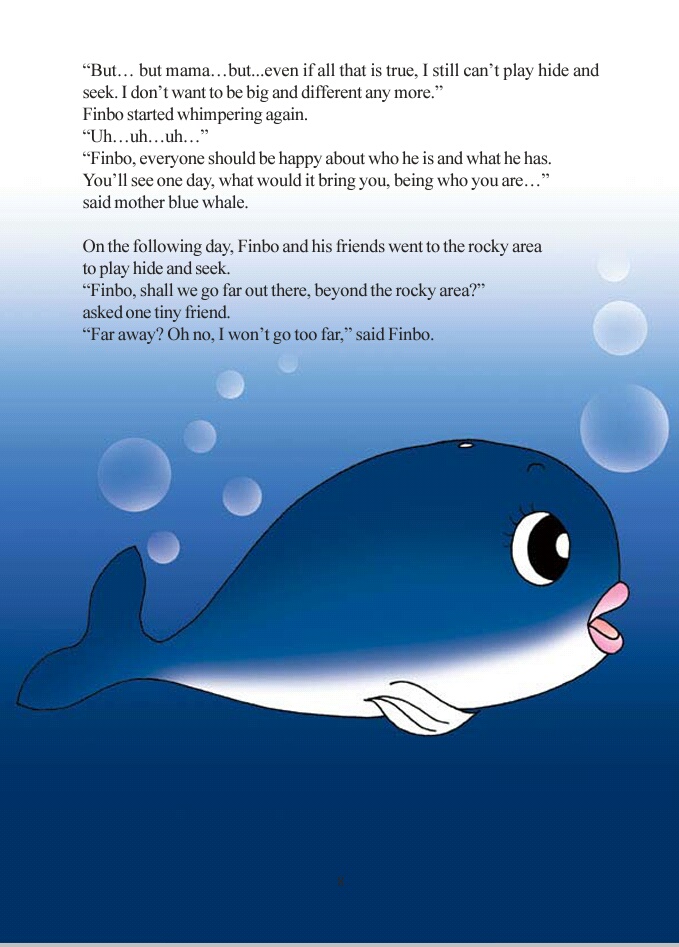 “But… but mama…but...even if all that is true, I still can’t play hide and
seek. I don’t want to be big and different any more.”
Finbo started whimpering again.
“Uh…uh…uh…”
“Finbo, everyone should be happy about who he is and what he has.
You’ll see one day, what would it bring you, being who you are…”
said mother blue whale.
On the following day, Finbo and his friends went to the rocky area
to play hide and seek.
“Finbo, shall we go far out there, beyond the rocky area?”
asked one tiny friend.
“Far away? Oh no, I won’t go too far,” said Finbo.